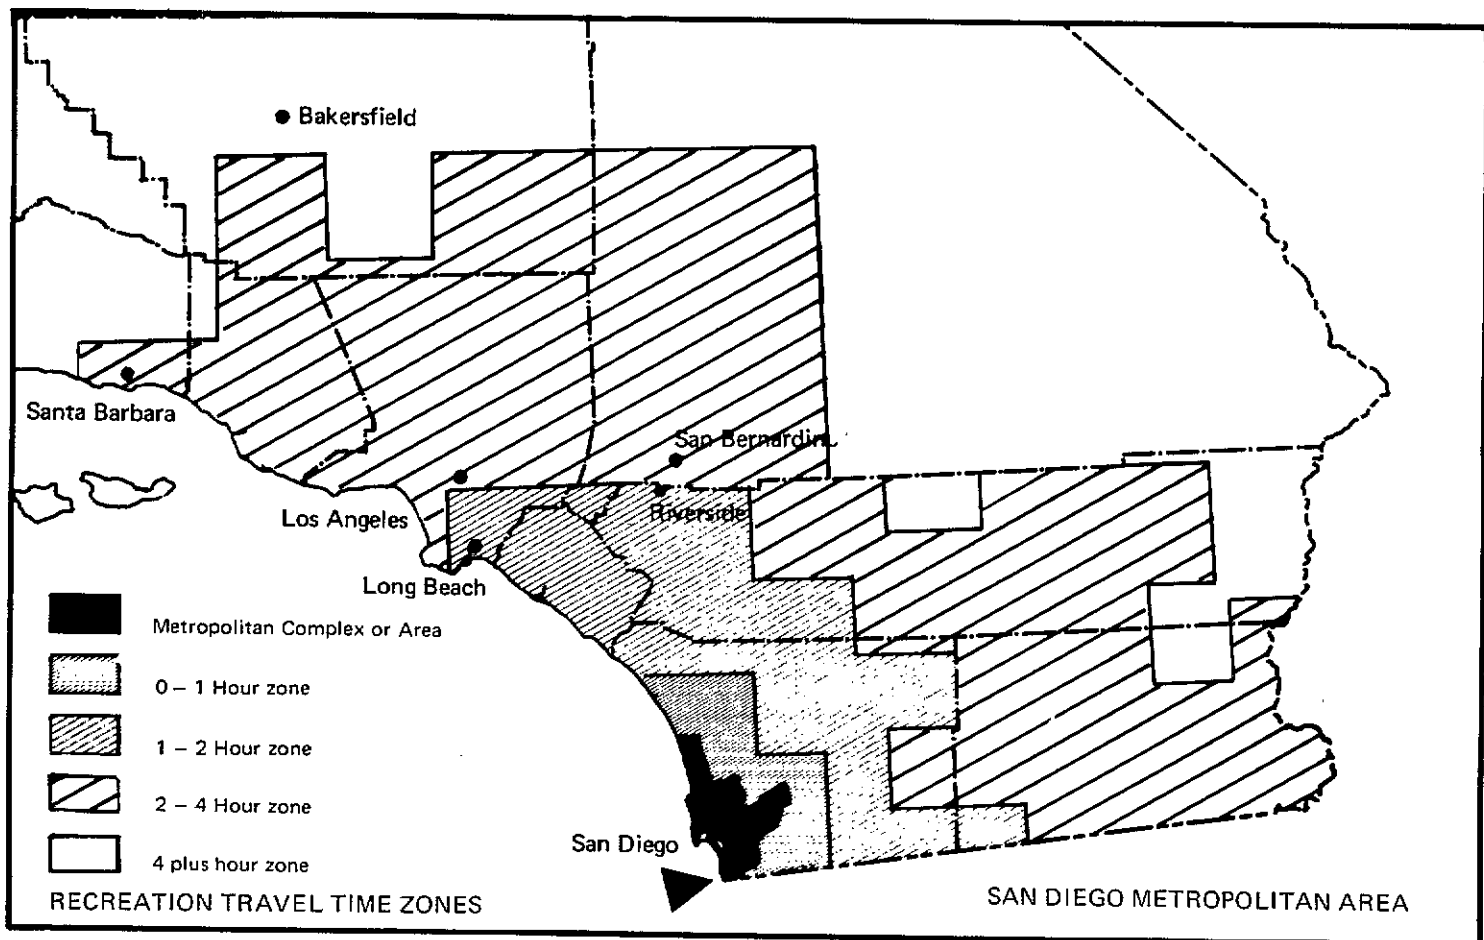 Bakersfield
Santa Barbara
San Bernardin
Los Angeles
Riverside
Long Beach
Metropolitan Complex or Area
0 – 1 Hour zone
1 – 2 Hour zone
2 – 4 Hour zone
San Diego
4 plus hour zone
RECREATION TRAVEL TIME ZONES
SAN DIEGO METROPOLITAN AREA